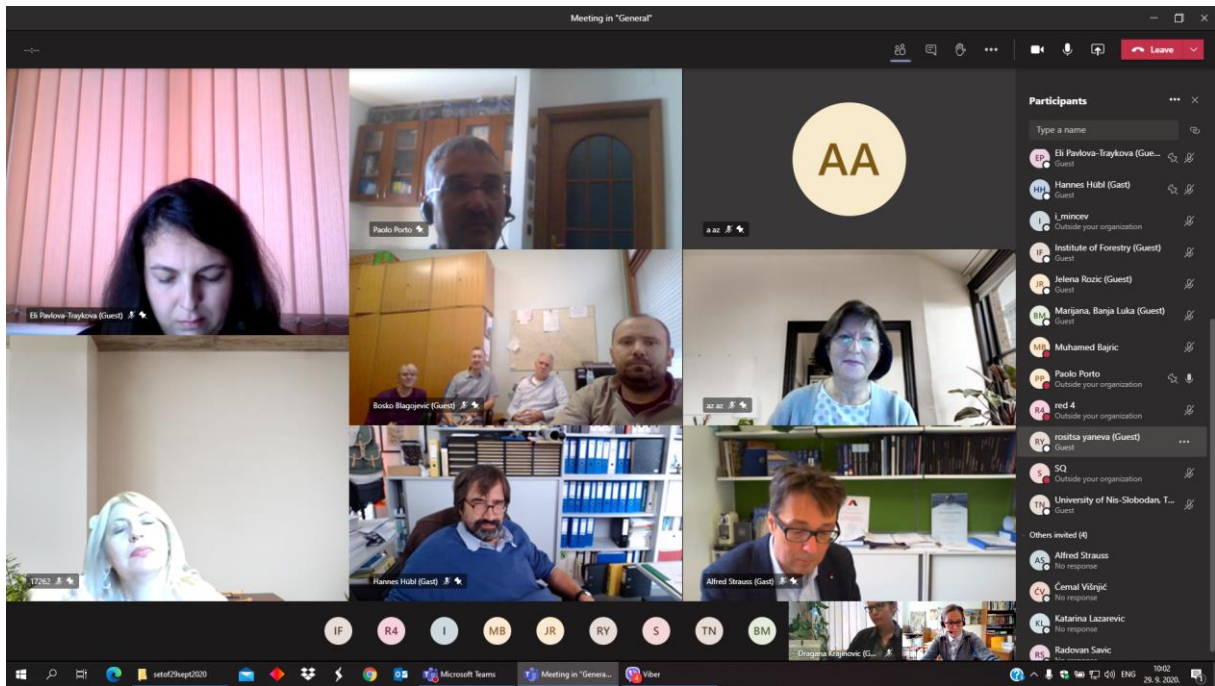 Meeting in "General"
--:--
Leave
Eli Pavlova-Traykova (Guest)
Paolo Porto
AA
a az
Bosko Blagojevic (Guest)
az az
17262
Hannes Hübl (Gast)
Alfred Strauss (Gast)
IF
R4
I
MB
JR
RY
S
TN
BM
Dragana Krajinovic (G...
Participants
Type a name
EP
Eli Pavlova-Traykova (Gue...
Guest
HH
Hannes Hübl (Gast)
Guest
I
i_mincev
Outside your organization
IF
Institute of Forestry (Guest)
Guest
JR
Jelena Rozic (Guest)
Guest
BM
Marijana, Banja Luka (Guest)
Guest
MB
Muhamed Bajric
PP
Paolo Porto
Outside your organization
R4
red 4
Outside your organization
RY
rositsa yaneva (Guest)
Guest
S
SQ
Outside your organization
TN
University of Nis-Slobodan, T...
Guest
Others invited (4)
AS
Alfred Strauss
No response
ĆV
Ćemal Višnjić
No response
KL
Katarina Lazarevic
No response
RS
Radovan Savic
setof29sept2020
Microsoft Teams
Meeting in "Genera...
Viber
ENG
10:02
29. 9. 2020.